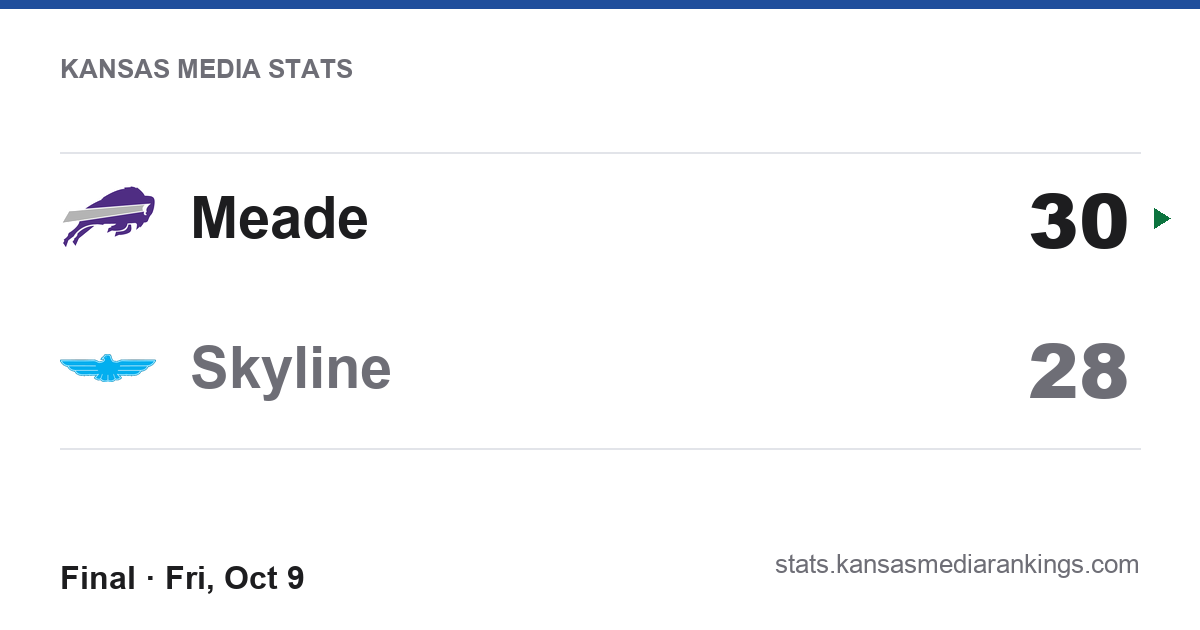 KANSAS MEDIA STATS
Meade 30
Skyline 28
Final · Fri, Oct 9
stats.kansasmediarankings.com